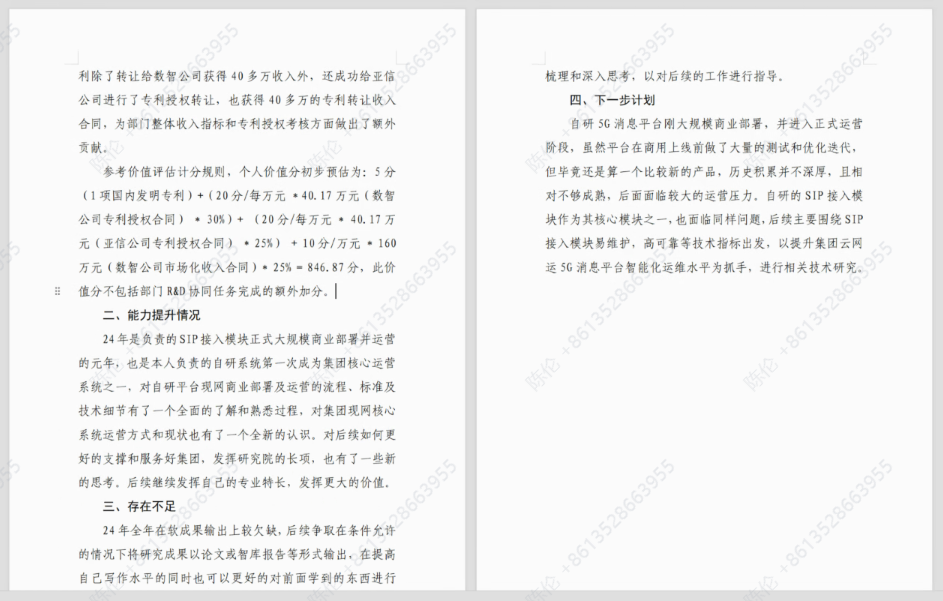 利除了转让给数智公司获得 40 多万收入外，还成功给亚信
公司进行了专利授权转让，也获得 40 多万的专利转让收入
合同，为部门整体收入指标和专利授权考核方面做出了额外
贡献。
参考价值评估计分规则，个人价值分初步预估为：5 分
（1 项国内发明专利）+（20 分/每万元 * 40.17 万元（数智
公司专利授权合同） * 30%）+ （20 分/每万元 * 40.17 万
元（亚信公司专利授权合同） * 25%） + 10 分/万元 * 160
万元（数智公司市场化收入合同）* 25% = 846.87 分，此价
值分不包括部门 R&D 协同任务完成的额外加分。
二、能力提升情况
24 年是负责的 SIP 接入模块正式大规模商业部署并运营
的元年，也是本人负责的自研系统第一次成为集团核心运营
系统之一，对自研平台现网商业部署及运营的流程、标准及
技术细节有了一个全面的了解和熟悉过程，对集团现网核心
系统运营方式和现状也有了一个全新的认识。对后续如何更
好的支撑和服务好集团，发挥研究院的长项，也有了一些新
的思考。后续继续发挥自己的专业特长，发挥更大的价值。
三、存在不足
24 年全年在软成果输出上较欠缺，后续争取在条件允许
的情况下将研究成果以论文或智库报告等形式输出，在提高
自己写作水平的同时也可以更好的对前面学到的东西进行
梳理和深入思考，以对后续的工作进行指导。
四、下一步计划
自研 5G 消息平台刚大规模商业部署，并进入正式运营
阶段，虽然平台在商用上线前做了大量的测试和优化迭代，
但毕竟还是算一个比较新的产品，历史积累并不深厚，且相
对不够成熟，后面面临较大的运营压力。自研的 SIP 接入模
块作为其核心模块之一，也面临同样问题，后续主要围绕 SIP
接入模块易维护，高可靠等技术指标出发，以提升集团云网
运 5G 消息平台智能化运维水平为抓手，进行相关技术研究。
陈伦 +8613528663955